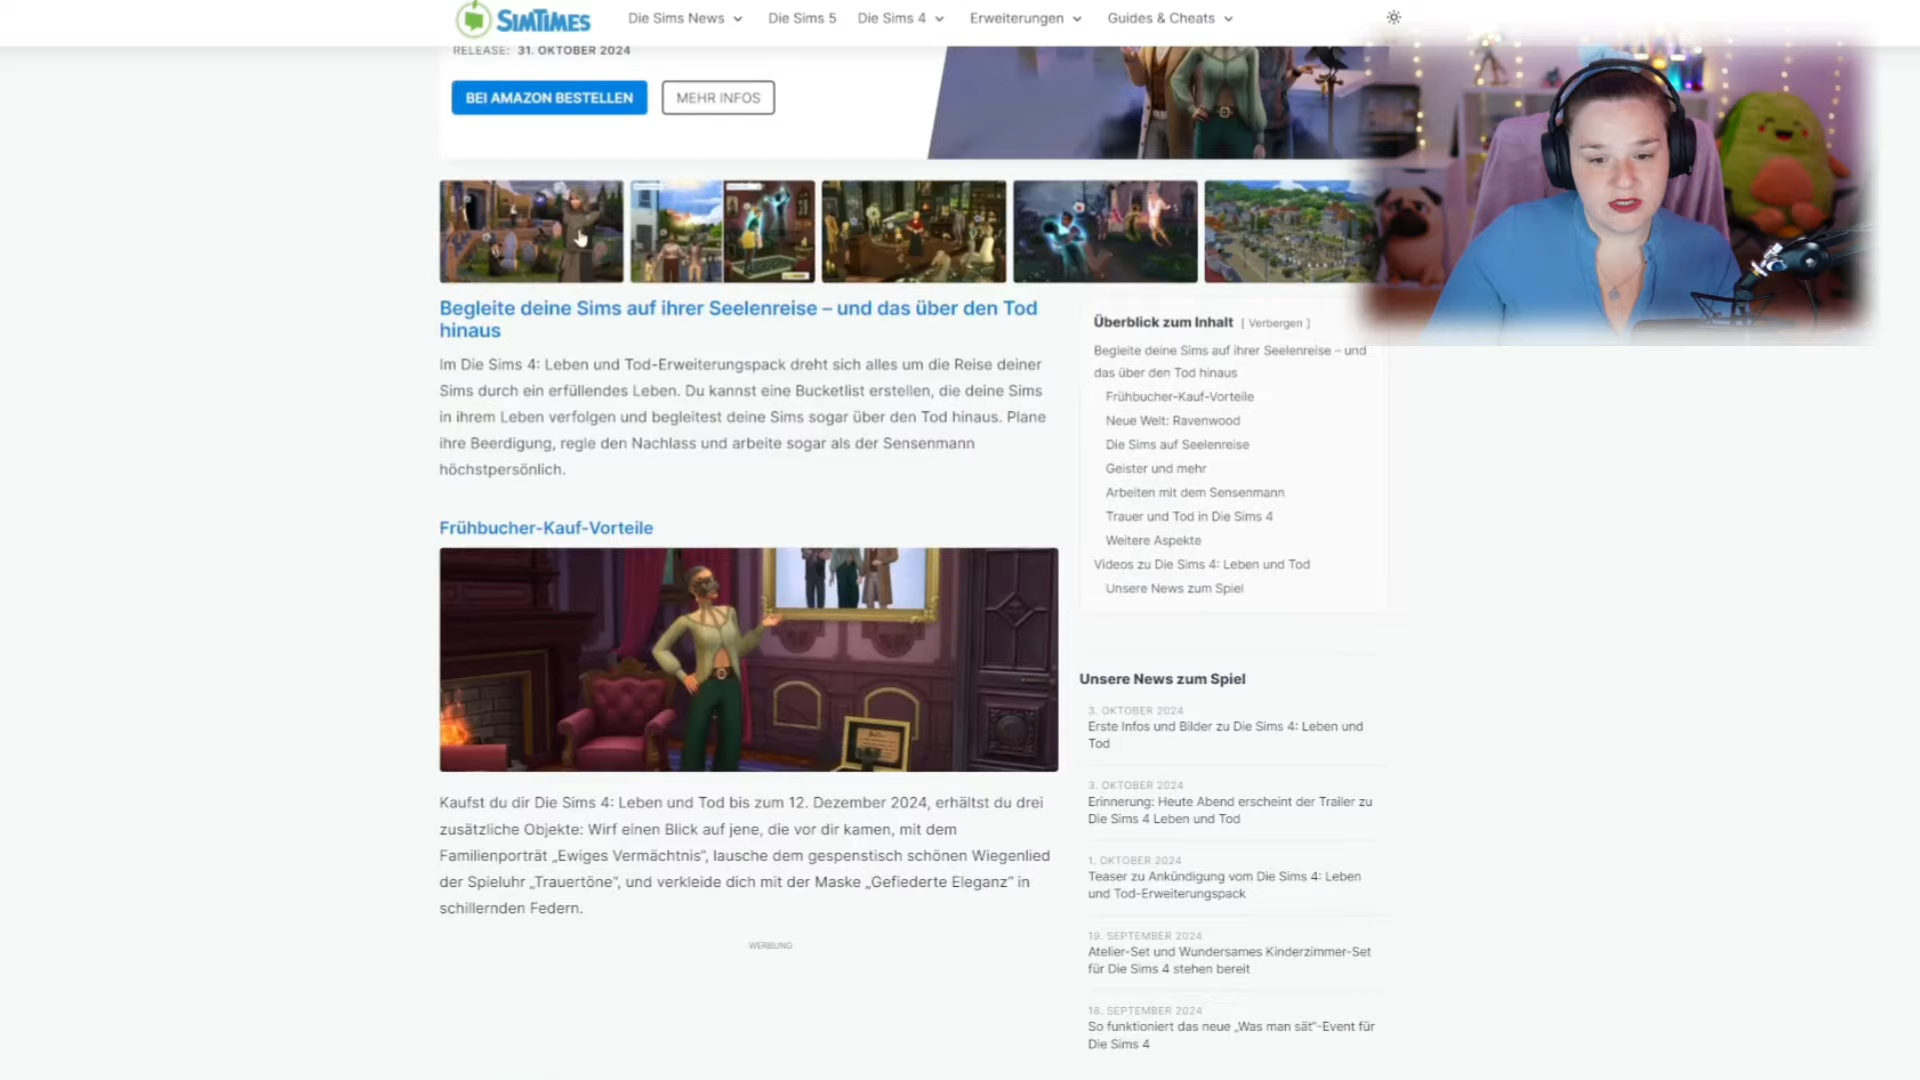 SIMTIMES
Die Sims News
Die Sims 5
Die Sims 4
Erweiterungen
Guides & Cheats
RELEASE: 31. OKTOBER 2024
BEI AMAZON BESTELLEN
MEHR INFOS
Begleite deine Sims auf ihrer Seelenreise – und das über den Tod
hinaus
Im Die Sims 4: Leben und Tod-Erweiterungspack dreht sich alles um die Reise deiner
Sims durch ein erfüllendes Leben. Du kannst eine Bucketlist erstellen, die deine Sims
in ihrem Leben verfolgen und begleitest deine Sims sogar über den Tod hinaus. Plane
ihre Beerdigung, regle den Nachlass und arbeite sogar als der Sensenmann
höchstpersönlich.
Frühbucher-Kauf-Vorteile
Kaufst du dir Die Sims 4: Leben und Tod bis zum 12. Dezember 2024, erhältst du drei
zusätzliche Objekte: Wirf einen Blick auf jene, die vor dir kamen, mit dem
Familienporträt „Ewiges Vermächtnis“, lausche dem gespenstisch schönen Wiegenlied
der Spieluhr „Trauertöne“, und verkleide dich mit der Maske „Gefiederte Eleganz“ in
schillernden Federn.
WERBUNG
Überblick zum Inhalt [ Verbergen ]
Begleite deine Sims auf ihrer Seelenreise – und
das über den Tod hinaus
Frühbucher-Kauf-Vorteile
Neue Welt: Ravenwood
Die Sims auf Seelenreise
Geister und mehr
Arbeiten mit dem Sensenmann
Trauer und Tod in Die Sims 4
Weitere Aspekte
Videos zu Die Sims 4: Leben und Tod
Unsere News zum Spiel
Unsere News zum Spiel
3. OKTOBER 2024
Erste Infos und Bilder zu Die Sims 4: Leben und
Tod
3. OKTOBER 2024
Erinnerung: Heute Abend erscheint der Trailer zu
Die Sims 4 Leben und Tod
1. OKTOBER 2024
Teaser zu Ankündigung vom Die Sims 4: Leben
und Tod-Erweiterungspack
19. SEPTEMBER 2024
Atelier-Set und Wundersames Kinderzimmer-Set
für Die Sims 4 stehen bereit
18. SEPTEMBER 2024
So funktioniert das neue „Was man sät“-Event für
Die Sims 4